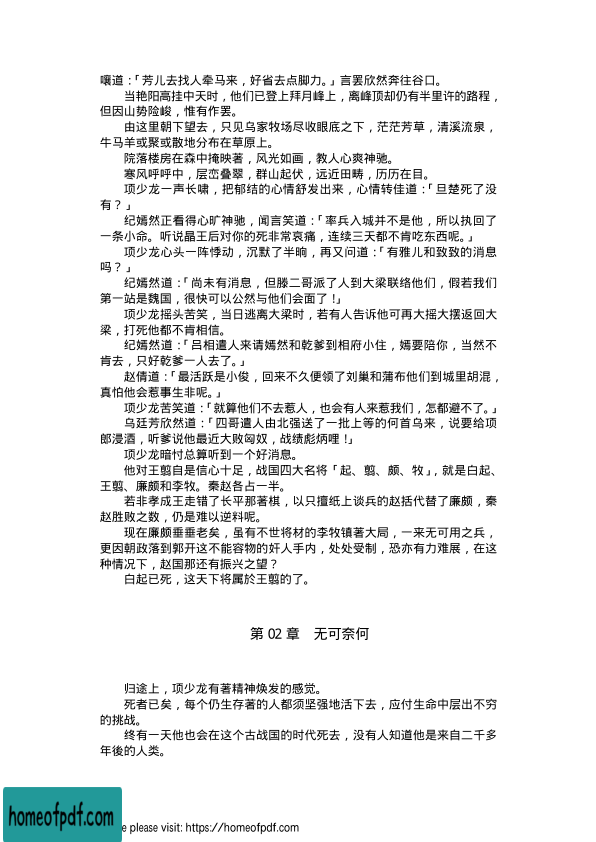 嚷道：「芳儿去找人牵马来，好省去点脚力。」言罢欣然奔往谷口。
当艳阳高挂中天时，他们已登上拜月峰上，离峰顶却仍有半里许的路程，
但因山势险峻，惟有作罢。
由这里朝下望去，只见乌家牧场尽收眼底之下，茫茫芳草，清溪流泉，
牛马羊或聚或散地分布在草原上。
院落楼房在森中掩映著，风光如画，教人心爽神驰。
寒风呼呼中，层峦叠翠，群山起伏，远近田畴，历历在目。
项少龙一声长啸，把郁结的心情舒发出来，心情转佳道：「旦楚死了没
有？」
纪嫣然正看得心旷神驰，闻言笑道：「率兵入城并不是他，所以执回了
一条小命。听说晶王后对你的死非常哀痛，连续三天都不肯吃东西呢。」
项少龙心头一阵悸动，沉默了半晌，再又问道：「有雅儿和致致的消息
吗？」
纪嫣然道：「尚未有消息，但滕二哥派了人到大梁联络他们，假若我们
第一站是魏国，很快可以公然与他们会面了！」
项少龙摇头苦笑，当日逃离大梁时，若有人告诉他可再大摇大摆返回大
梁，打死他都不肯相信。
纪嫣然道：「吕相遣人来请嫣然和乾爹到相府小住，嫣要陪你，当然不
肯去，只好乾爹一人去了。」
赵倩道：「最活跃是小俊，回来不久便领了刘巢和蒲布他们到城里胡混，
真怕他会惹事生非呢。」
项少龙苦笑道：「就算他们不去惹人，也会有人来惹我们，怎都避不了。」
乌廷芳欣然道：「四哥遣人由北强送了一批上等的何首乌来，说要给项
郎浸酒，听爹说他最近大败匈奴，战绩彪炳哩！」
项少龙暗忖总算听到一个好消息。
他对王翦自是信心十足，战国四大名将「起、翦、颇、牧」，就是白起、
王翦、廉颇和李牧。秦赵各占一半。
若非孝成王走错了长平那著棋，以只擅纸上谈兵的赵括代替了廉颇，秦
赵胜败之数，仍是难以逆料呢。
现在廉颇垂垂老矣，虽有不世将材的李牧镇著大局，一来无可用之兵，
更因朝政落到郭开这不能容物的奸人手内，处处受制，恐亦有力难展，在这
种情况下，赵国那还有振兴之望？
白起已死，这天下将属於王翦的了。
第 02 章 无可奈何
归途上，项少龙有著精神焕发的感觉。
死者已矣，每个仍生存著的人都须坚强地活下去，应付生命中层出不穷
的挑战。
终有一天他也会在这个古战国的时代死去，没有人知道他是来自二千多
年後的人类。
homeofpdf.com
please visit: https://homeofpdf.com